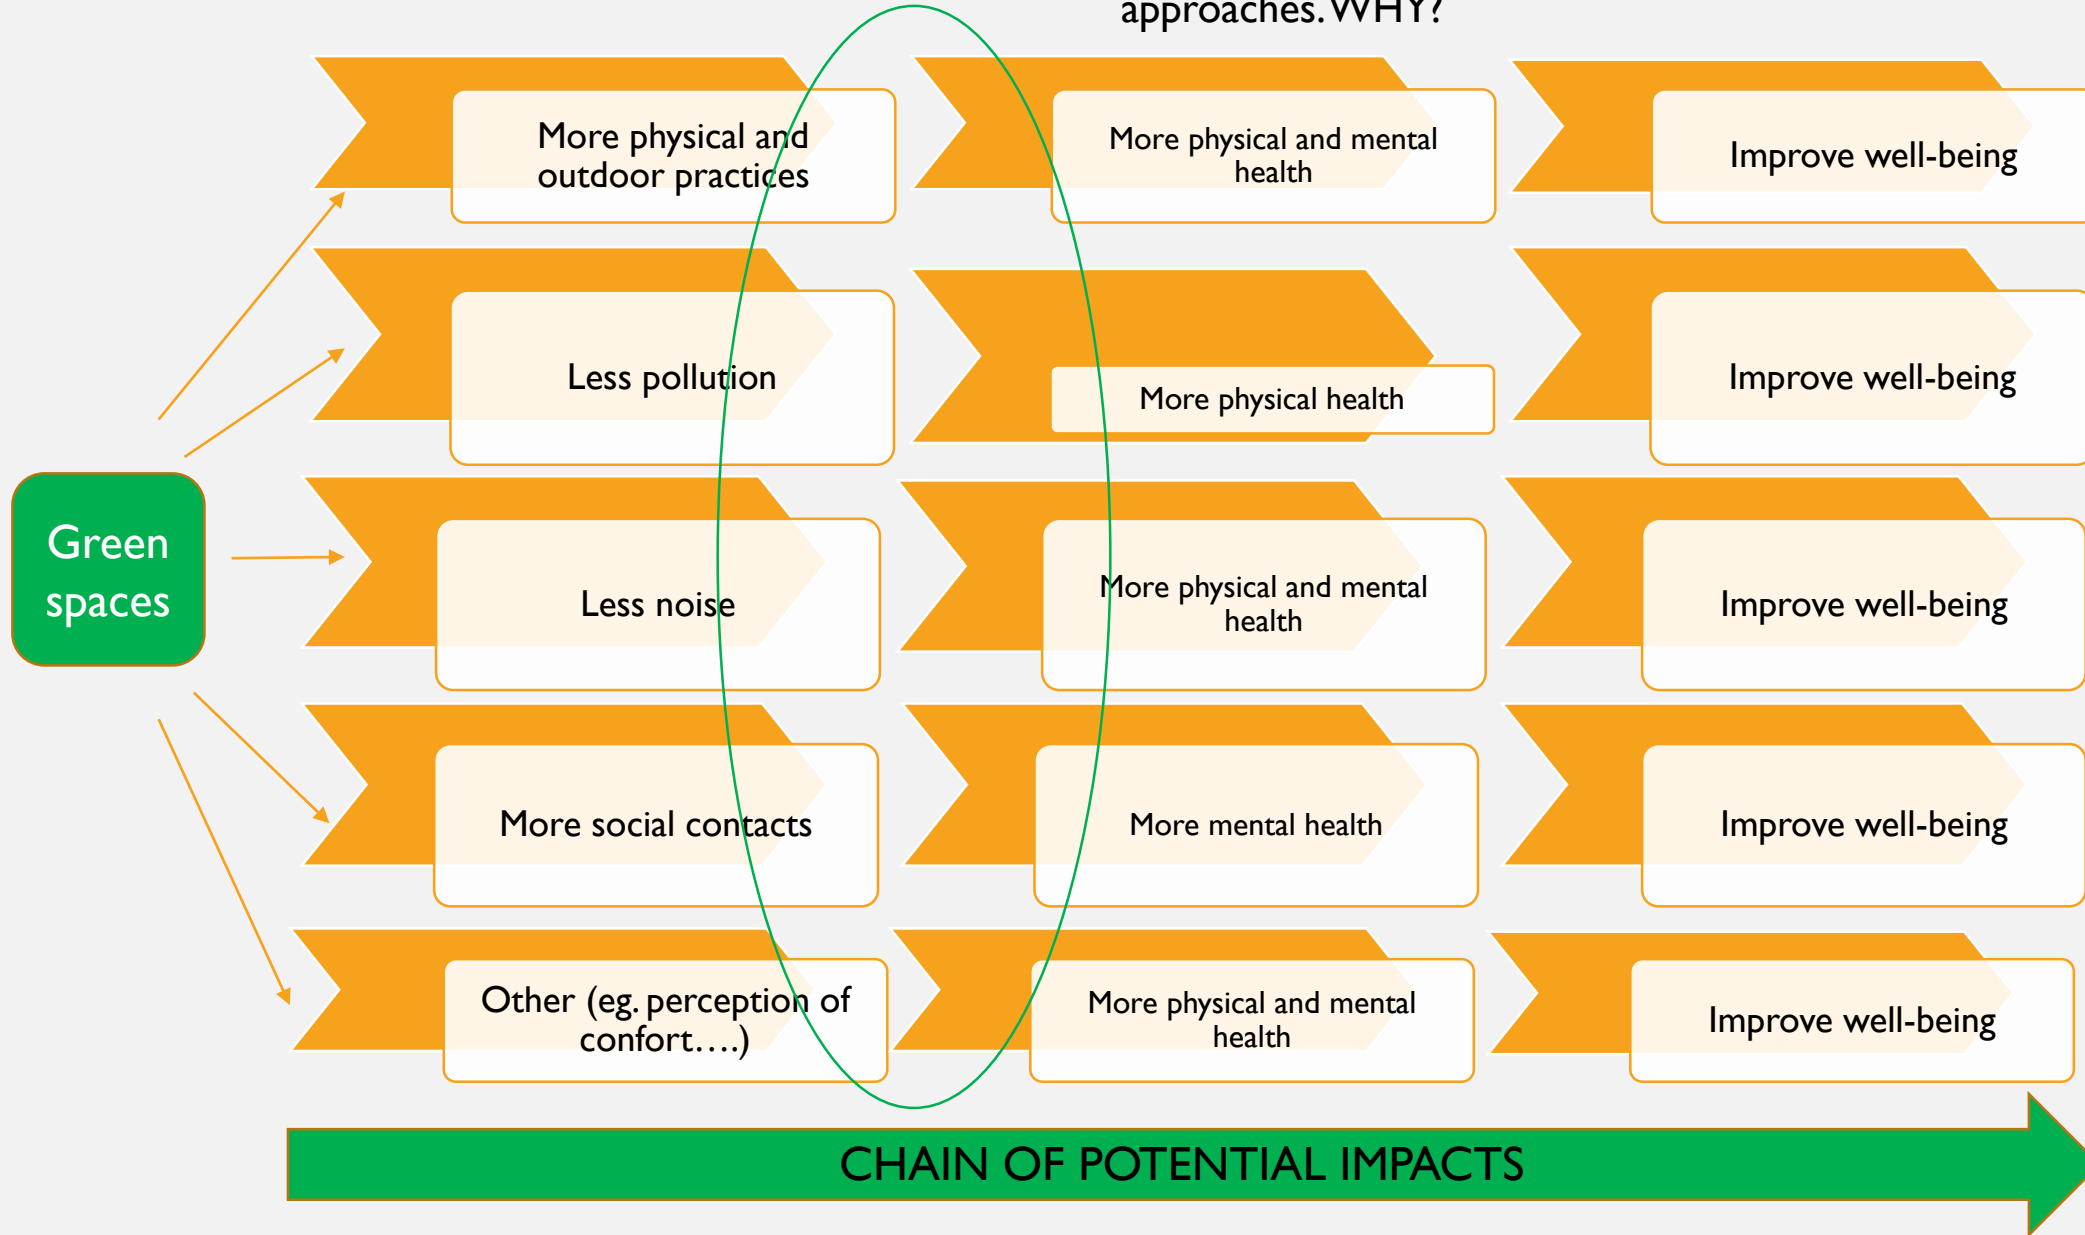 approaches. WHY?
More physical and
outdoor practices
More physical and mental
health
Improve well-being
Less pollution
More physical health
Improve well-being
Green
spaces
Less noise
More physical and mental
health
Improve well-being
More social contacts
More mental health
Improve well-being
Other (eg. perception of
confort….)
More physical and mental
health
Improve well-being
CHAIN OF POTENTIAL IMPACTS